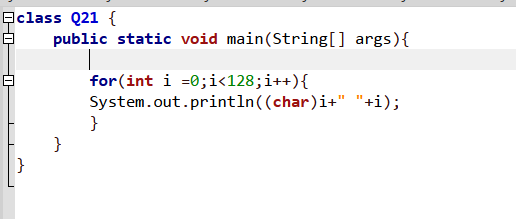 class Q21 {
public static void main(String[] args){
for(int i =0;i<128;i++){
System.out.println((char)i+" "+i);
}
}
}